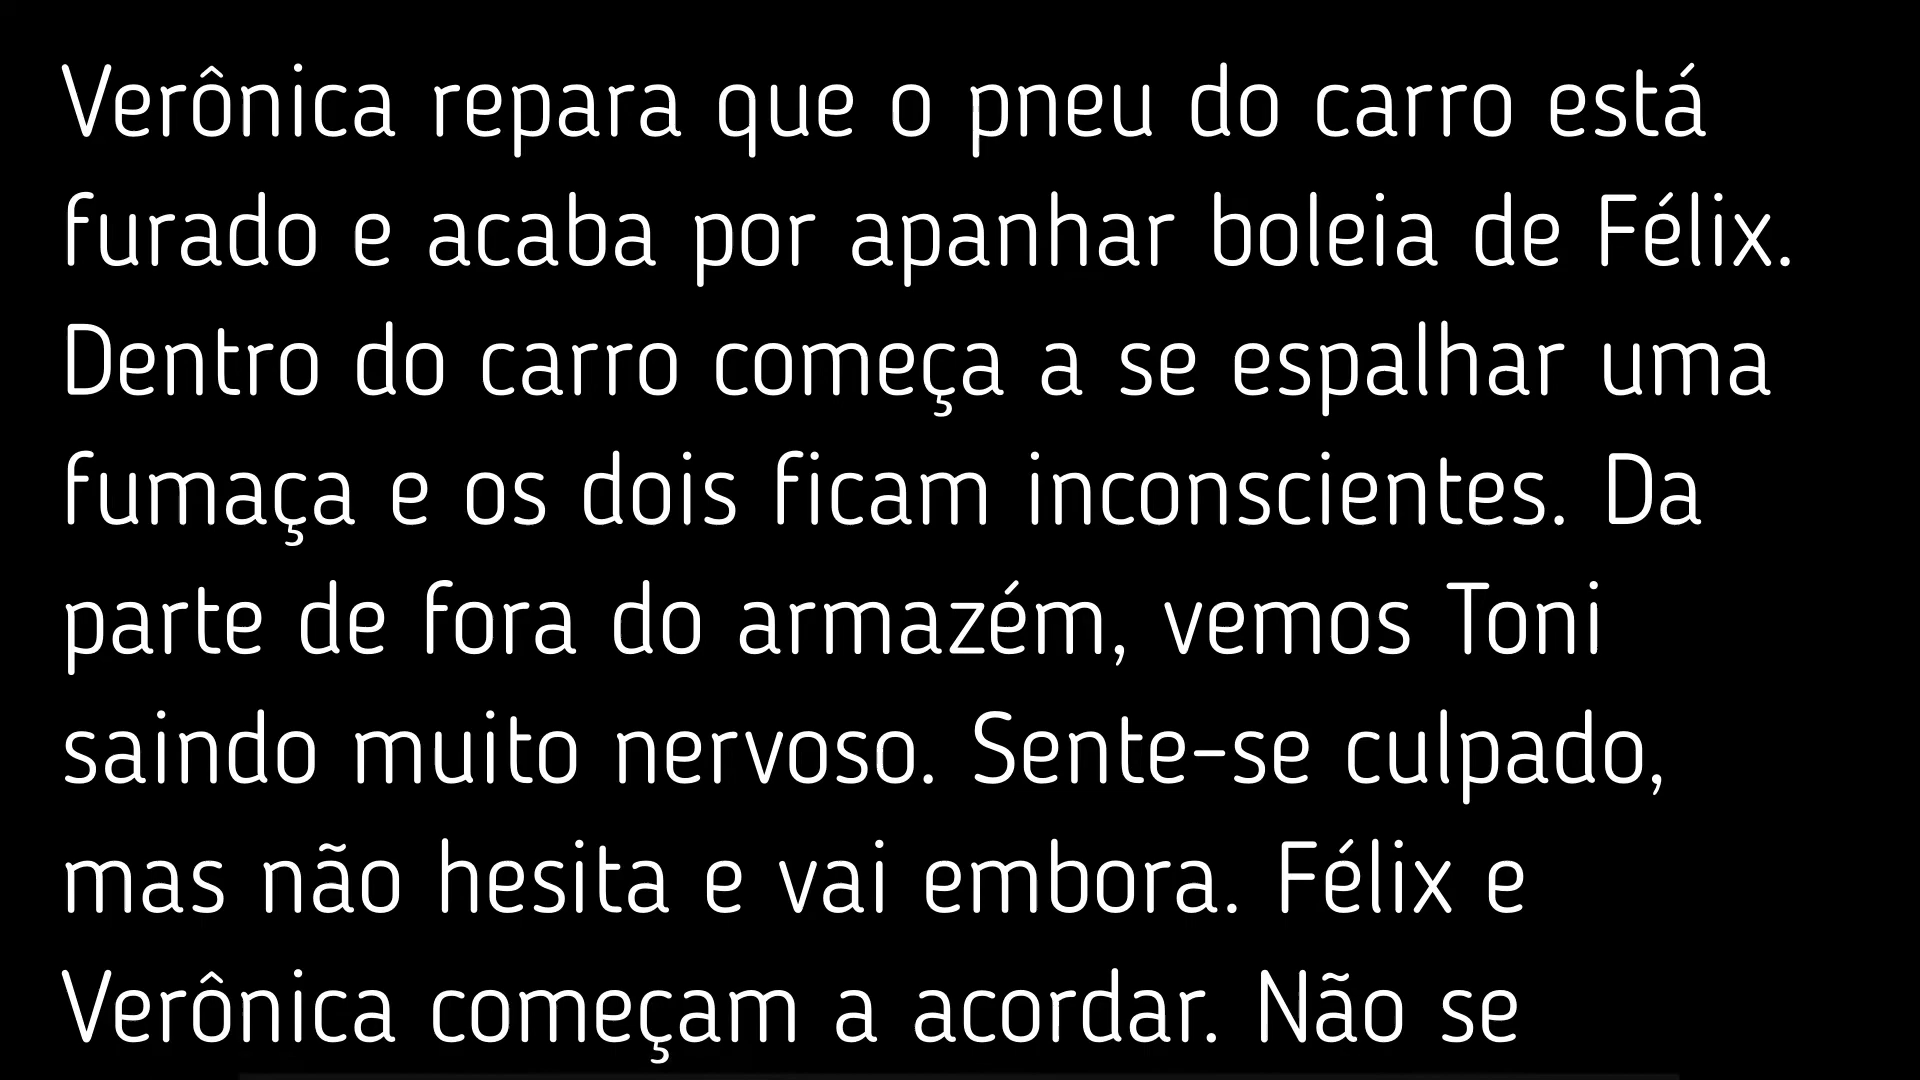 Verônica repara que o pneu do carro está
furado e acaba por apanhar boleia de Félix.
Dentro do carro começa a se espalhar uma
fumaça e os dois ficam inconscientes. Da
parte de fora do armazém, vemos Toni
saindo muito nervoso. Sente-se culpado,
mas não hesita e vai embora. Félix e
Verônica começam a acordar. Não se